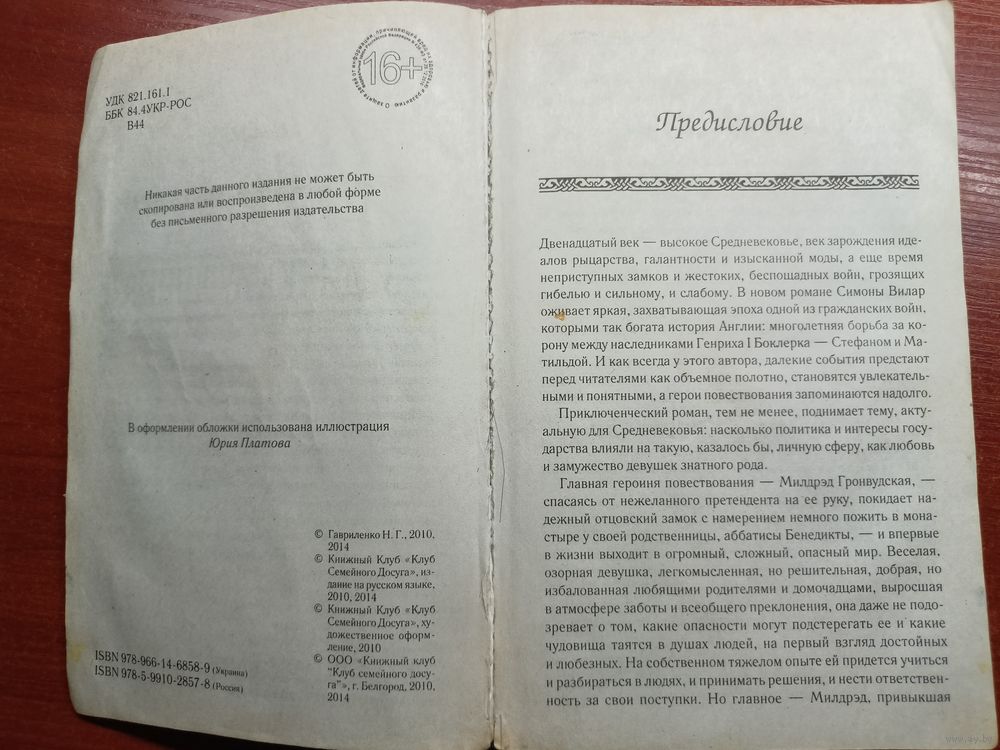 УДК 821.161.1
ББК 84.4УКР-РОС
В44
16+
Никакая часть данного издания не может быть
скопирована или воспроизведена в любой форме
без письменного разрешения издательства
В оформлении обложки использована иллюстрация
Юрия Платова
© Гавриленко Н. Г., 2010,
2014
© Книжный Клуб «Клуб
Семейного Досуга», из-
дание на русском языке,
2010, 2014
© Книжный Клуб «Клуб
Семейного Досуга», ху-
дожественное оформ-
ление, 2010
© ООО «Книжный клуб
"Клуб семейного досу-
га"», г. Белгород, 2010,
2014
ISBN 978-966-14-6858-9 (Украина)
ISBN 978-5-9910-2857-8 (Россия)
Предисловие
Двенадцатый век — высокое Средневековье, век зарождения иде-
алов рыцарства, галантности и изысканной моды, а еще время
неприступных замков и жестоких, беспощадных войн, грозящих
гибелью и сильному, и слабому. В новом романе Симоны Вилар
оживает яркая, захватывающая эпоха одной из гражданских войн,
которыми так богата история Англии: многолетняя борьба за ко-
рону между наследниками Генриха I Боклерка — Стефаном и Ма-
тильдой. И как всегда у этого автора, далекие события предстают
перед читателями как объемное полотно, становятся увлекатель-
ными и понятными, а герои повествования запоминаются надолго.
Приключенческий роман, тем не менее, поднимает тему, акту-
альную для Средневековья: насколько политика и интересы госу-
дарства влияли на такую, казалось бы, личную сферу, как любовь
и замужество девушек знатного рода.
Главная героиня повествования — Милдрэд Гронвудская, —
спасаясь от нежеланного претендента на ее руку, покидает на-
дежный отцовский замок с намерением немного пожить в мона-
стыре у своей родственницы, аббатисы Бенедикты, — и впервые
в жизни выходит в огромный, сложный, опасный мир. Веселая,
озорная девушка, легкомысленная, но решительная, добрая, но
избалованная любящими родителями и домочадцами, выросшая
в атмосфере заботы и всеобщего преклонения, она даже не подо-
зревает о том, какие опасности могут подстерегать ее и какие
чудовища таятся в душах людей, на первый взгляд достойных
и любезных. На собственном тяжелом опыте ей придется учиться
и разбираться в людях, и принимать решения, и нести ответствен-
ность за свои поступки. Но главное — Милдрэд, привыкшая